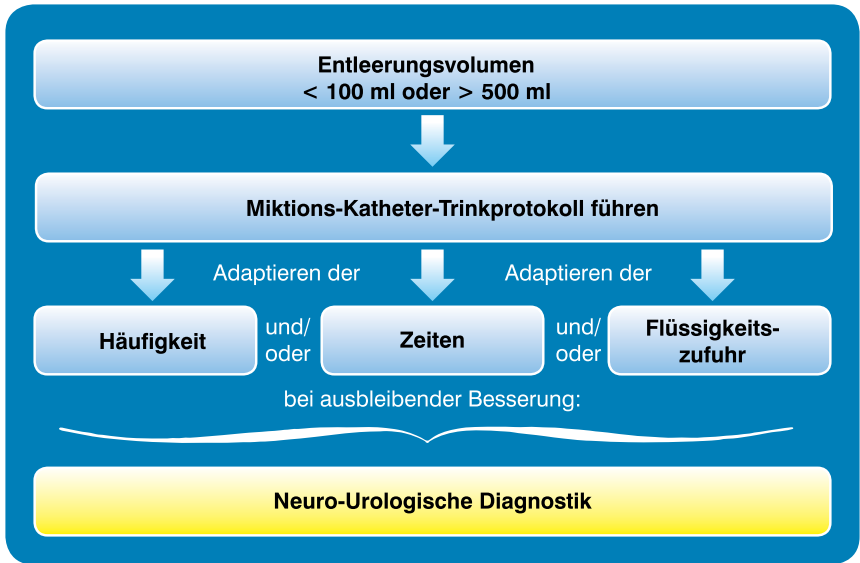 Entleerungsvolumen
< 100 ml oder > 500 ml
Miktions-Katheter-Trinkprotokoll führen
Adaptieren der
Adaptieren der
Häufigkeit
und/
oder
Zeiten
und/
oder
Flüssigkeits-
zufuhr
bei ausbleibender Besserung:
Neuro-Urologische Diagnostik